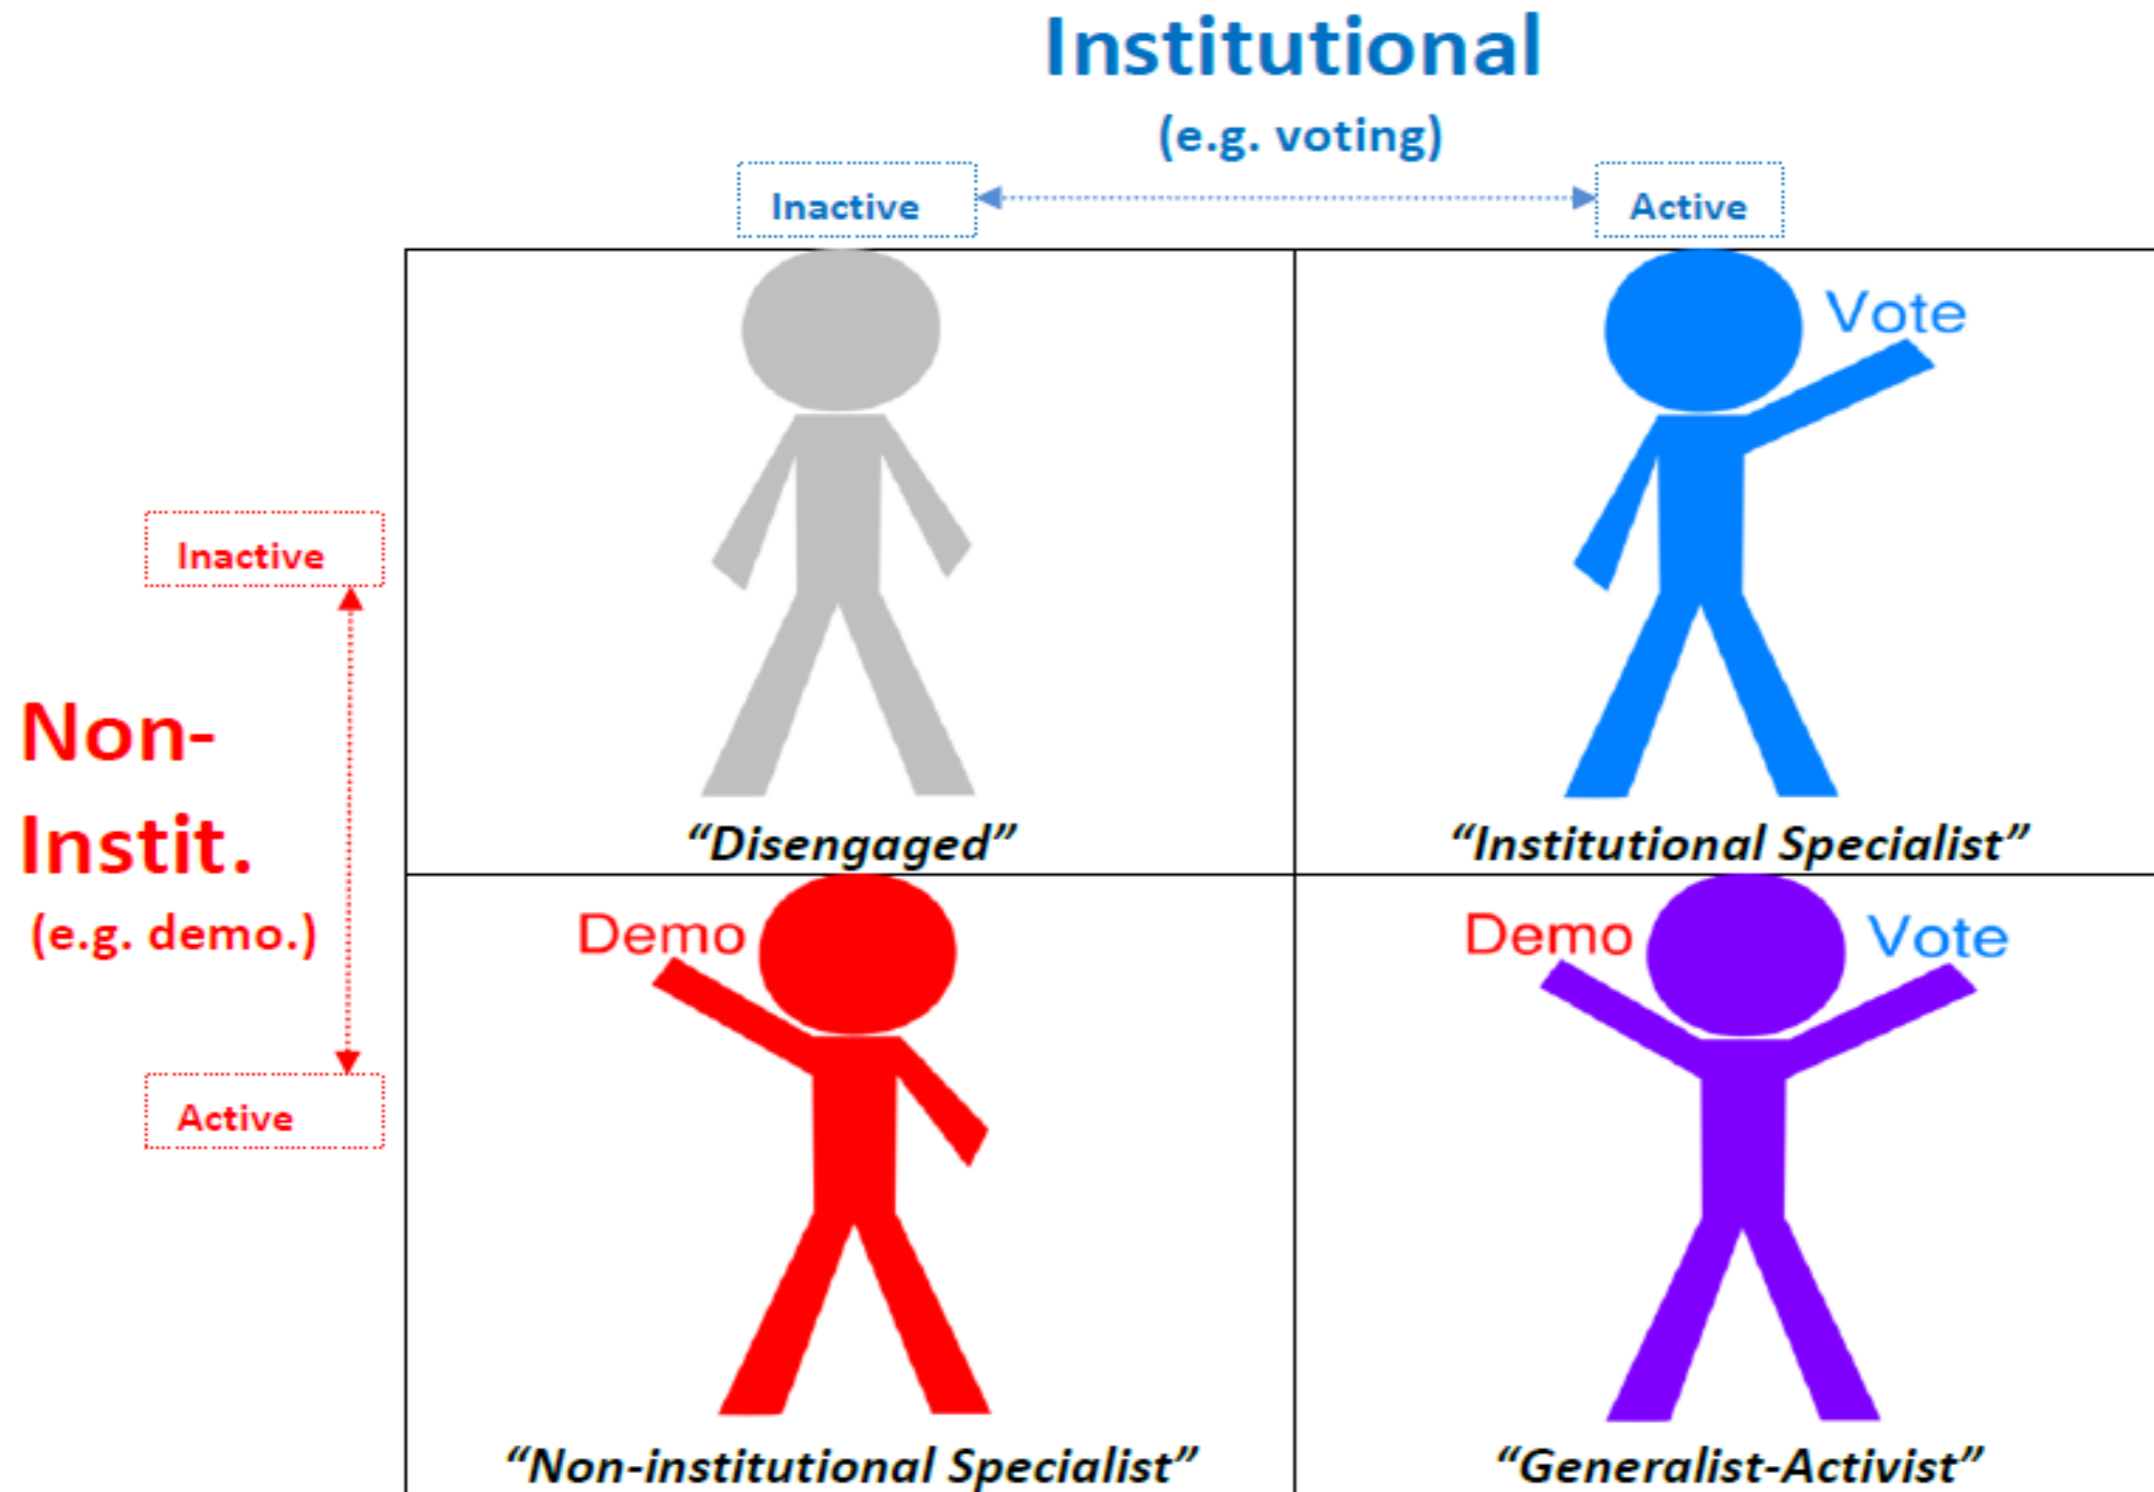 Institutional
(e.g. voting)
Inactive
Active
Vote
Inactive
Non-
Instit.
(e.g. demo.)
Active
“Disengaged”
“Institutional Specialist”
Demo
Demo
Vote
“Non-institutional Specialist”
“Generalist-Activist”